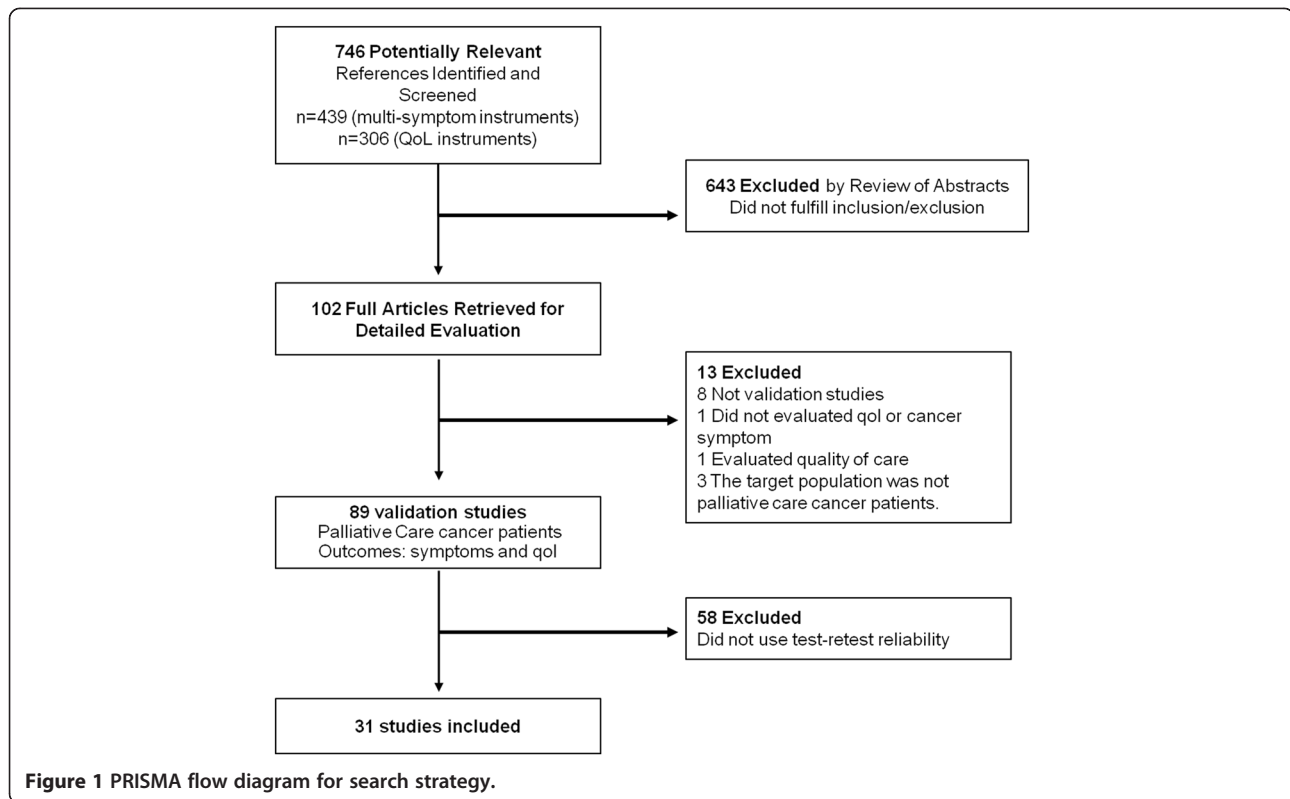 746 Potentially Relevant
References Identified and
Screened
n=439 (multi-symptom instruments)
n=306 (QoL instruments)
643 Excluded by Review of Abstracts
Did not fulfill inclusion/exclusion
102 Full Articles Retrieved for
Detailed Evaluation
13 Excluded
8 Not validation studies
1 Did not evaluated qol or cancer
symptom
1 Evaluated quality of care
3 The target population was not
palliative care cancer patients.
89 validation studies
Palliative Care cancer patients
Outcomes: symptoms and qol
58 Excluded
Did not use test-retest reliability
31 studies included
Figure 1 PRISMA flow diagram for search strategy.